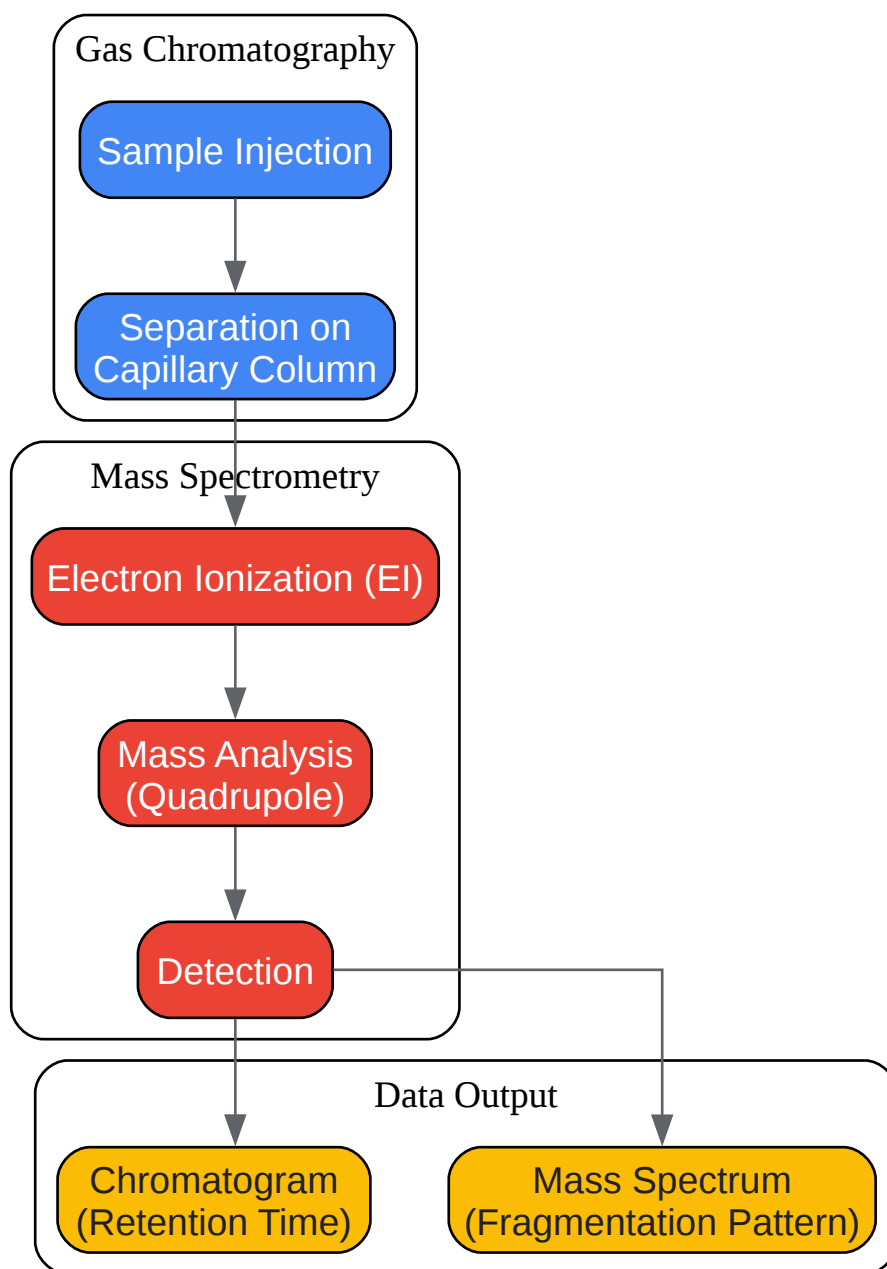 Gas Chromatography
Sample Injection
Separation on
Capillary Column
Mass Spectrometry
Electron Ionization (EI)
Mass Analysis
(Quadrupole)
Detection
Data Output
Chromatogram
(Retention Time)
Mass Spectrum
(Fragmentation Pattern)